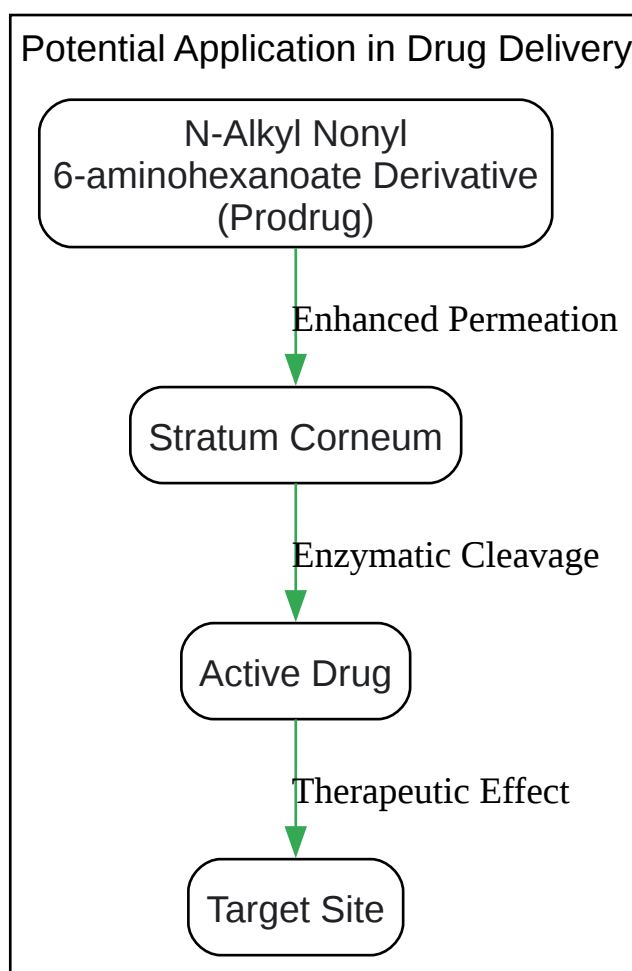 Potential Application in Drug Delivery
N-Alkyl Nonyl
6-aminohexanoate Derivative
(Prodrug)
Enhanced Permeation
Stratum Corneum
Enzymatic Cleavage
Active Drug
Therapeutic Effect
Target Site